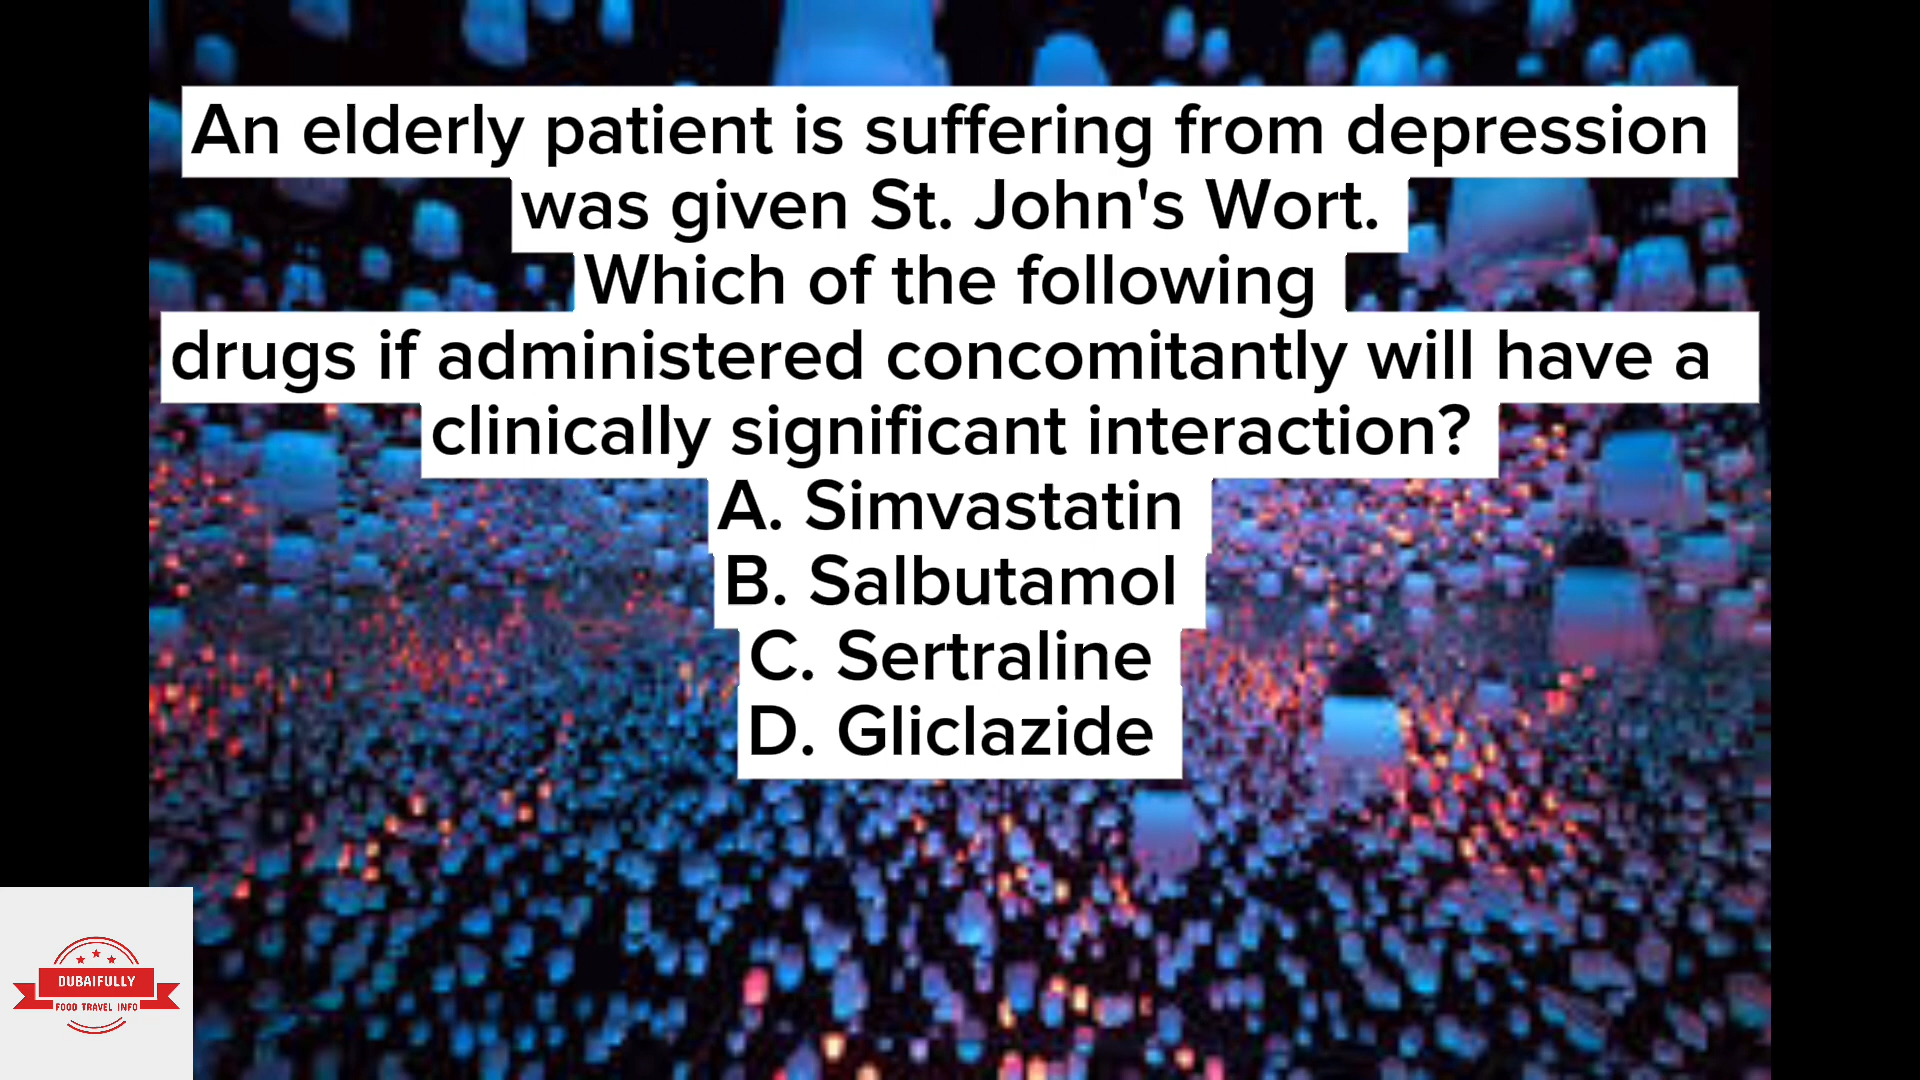 An elderly patient is suffering from depression
was given St. John's Wort.
Which of the following
drugs if administered concomitantly will have a
clinically significant interaction?
A. Simvastatin
B. Salbutamol
C. Sertraline
D. Gliclazide
DUBAIFULLY
FOOD TRAVEL INFO